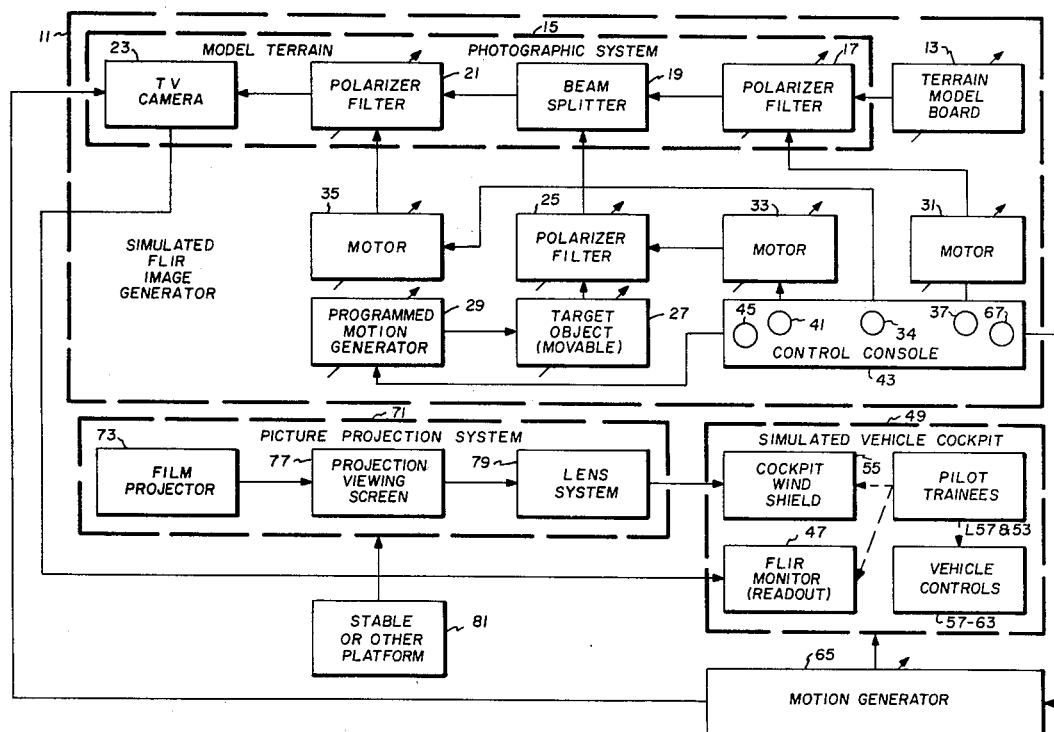 11
15
23
MODEL TERRAIN
PHOTOGRAPHIC SYSTEM
17
13
TV
CAMERA
POLARIZER
FILTER
21
BEAM
SPLITTER
19
POLARIZER
FILTER
TERRAIN
MODEL
BOARD
35
MOTOR
25
POLARIZER
FILTER
33
MOTOR
31
MOTOR
SIMULATED
FLIR
IMAGE
GENERATOR
PROGRAMMED
MOTION
GENERATOR
29
TARGET
OBJECT
(MOVABLE)
27
45
41
34
37
67
CONTROL CONSOLE
43
71
PICTURE PROJECTION SYSTEM
73
FILM
PROJECTOR
77
PROJECTION
VIEWING
SCREEN
79
LENS
SYSTEM
49
SIMULATED VEHICLE COCKPIT
COCKPIT
WIND
SHIELD
55
PILOT
TRAINEES
L57&53
47
FLIR
MONITOR
(READOUT)
VEHICLE
CONTROLS
57-63
STABLE
OR OTHER
PLATFORM
81
65
MOTION GENERATOR